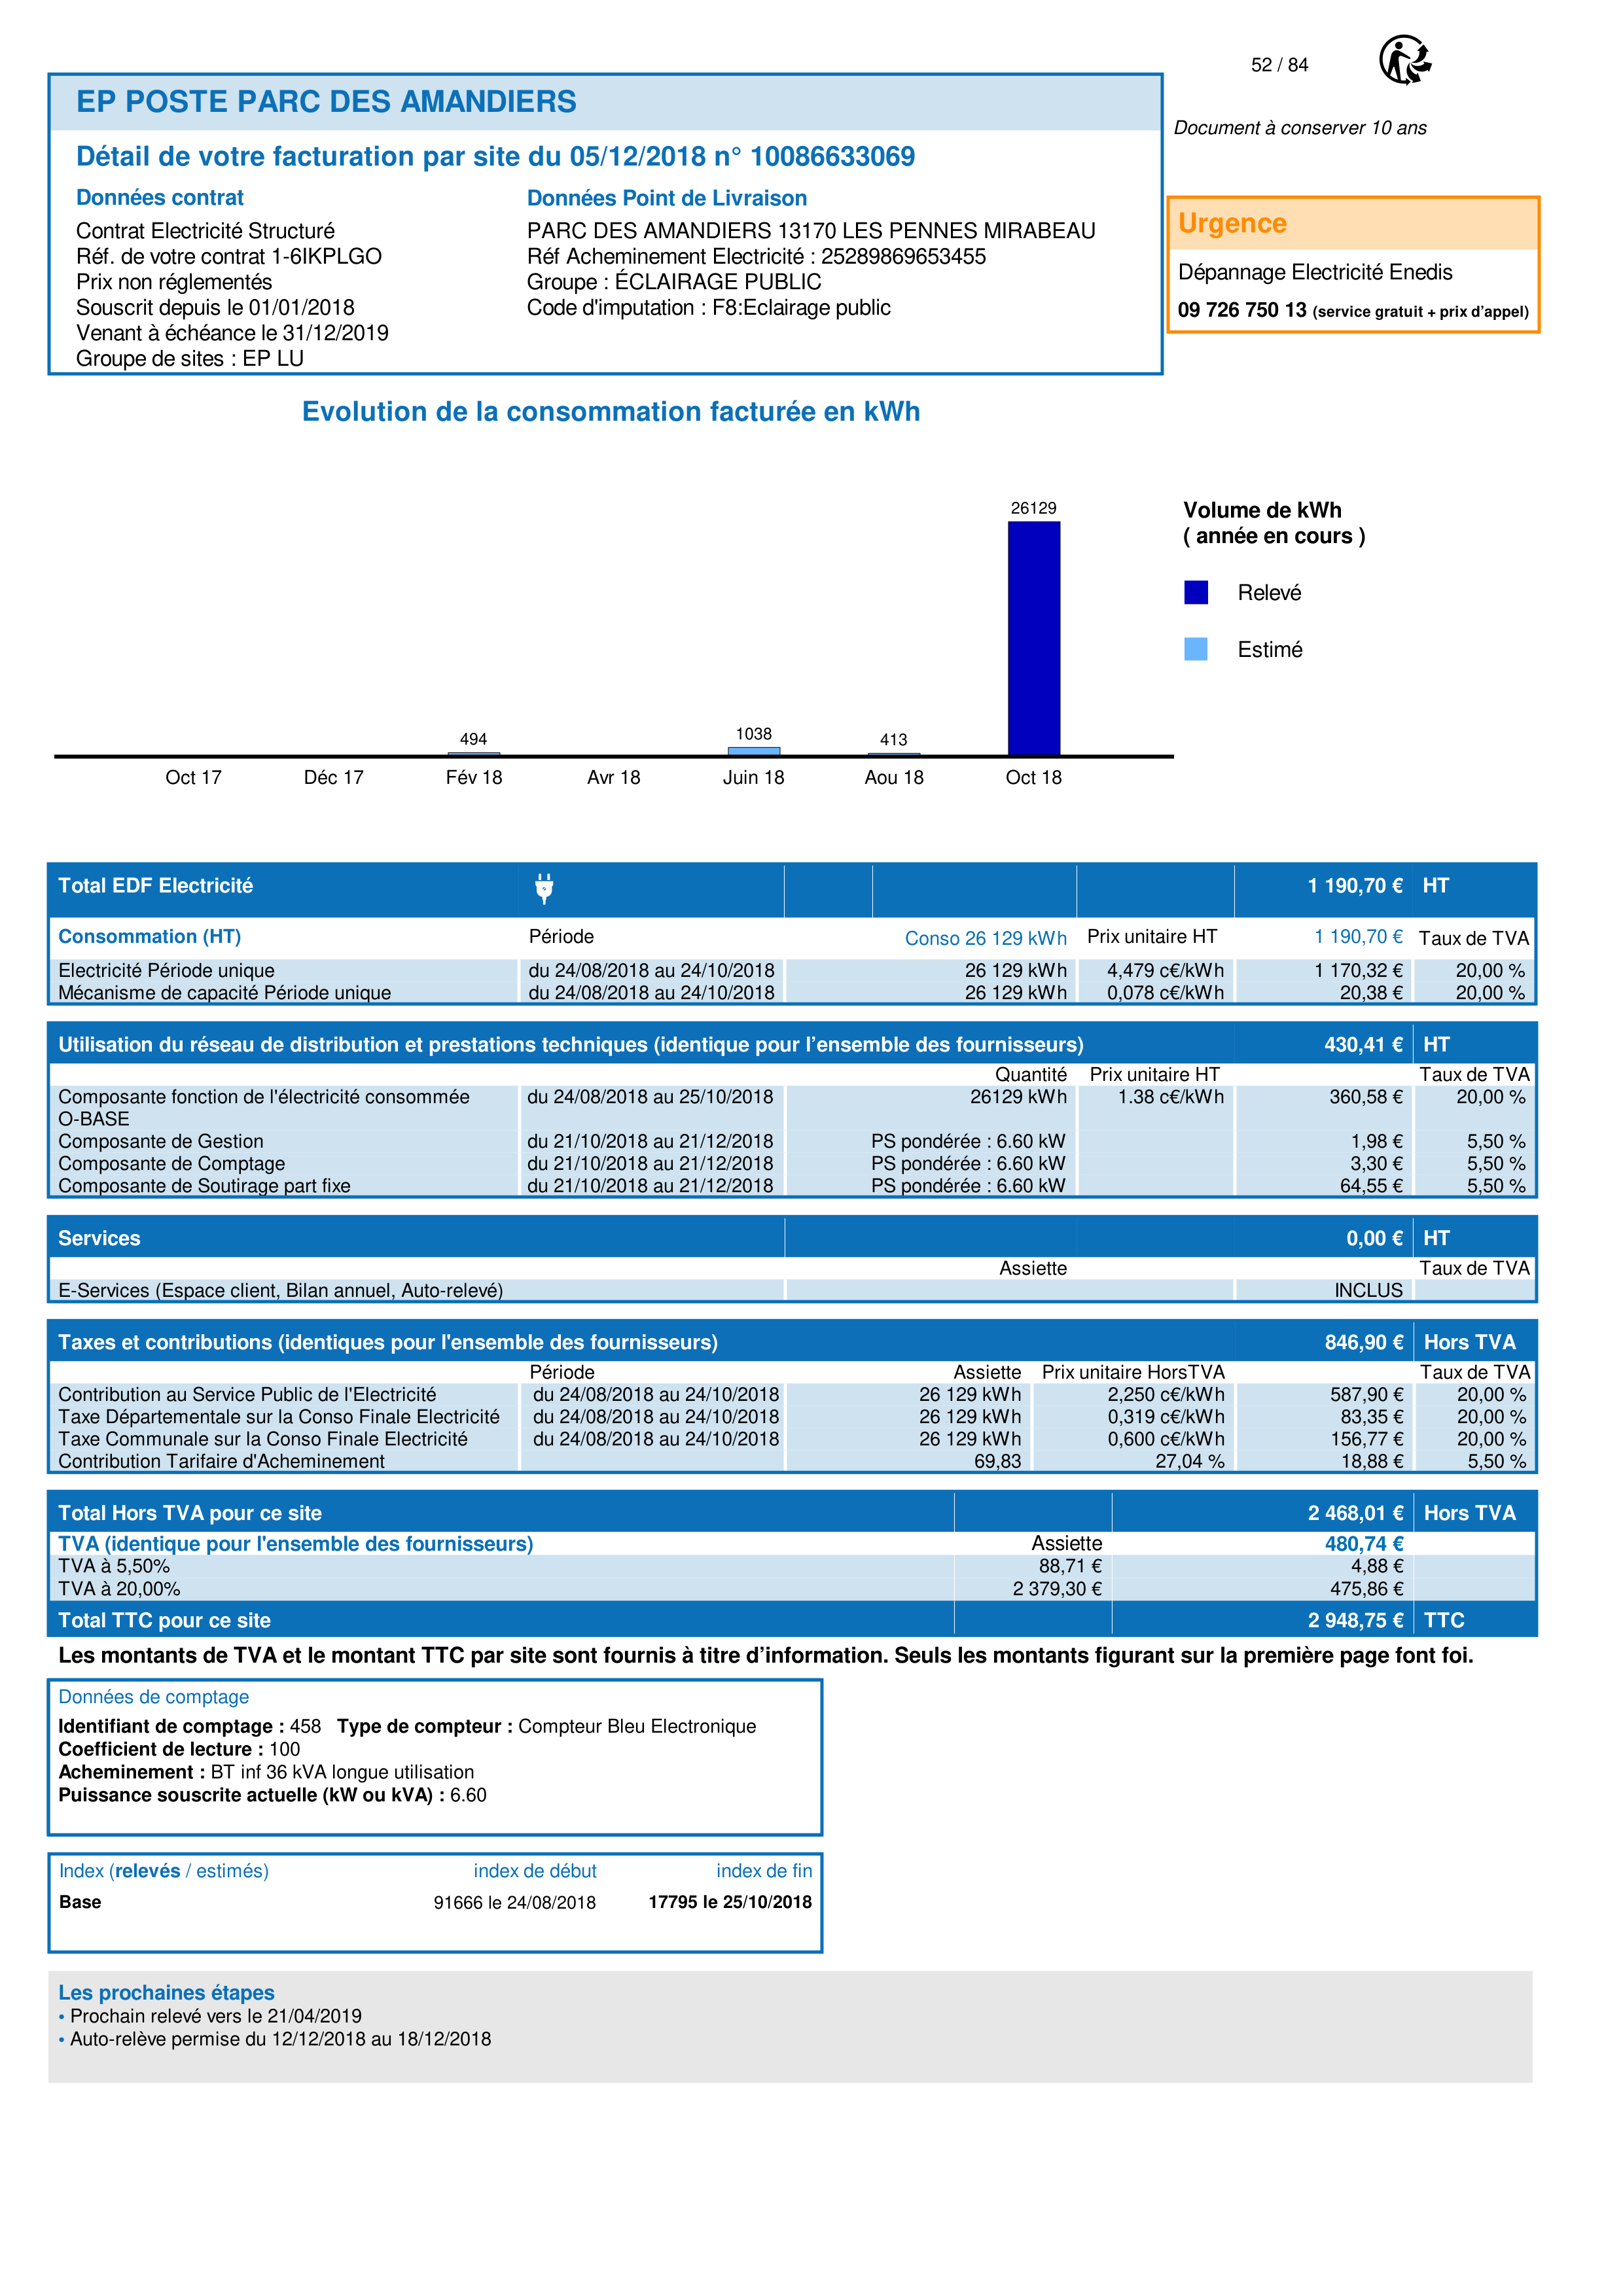 52 / 84
EP POSTE PARC DES AMANDIERS
Document à conserver 10 ans
Détail de votre facturation par site du 05/12/2018 n° 10086633069
Données contrat
Contrat Electricité Structuré
Réf. de votre contrat 1-6IKPLGO
Prix non réglementés
Souscrit depuis le 01/01/2018
Venant à échéance le 31/12/2019
Groupe de sites : EP LU
Données Point de Livraison
PARC DES AMANDIERS 13170 LES PENNES MIRABEAU
Réf Acheminement Electricité : 25289869653455
Groupe : ÉCLAIRAGE PUBLIC
Code d'imputation : F8:Eclairage public
Urgence
Dépannage Electricité Enedis
09 726 750 13 (service gratuit + prix d’appel)
Evolution de la consommation facturée en kWh
26129
494
1038
413
Oct 17 Déc 17 Fév 18 Avr 18 Juin 18 Aou 18 Oct 18
Volume de kWh
( année en cours )
Relevé
Estimé
Total EDF Electricité 1 190,70 € HT
Consommation (HT) Période Conso 26 129 kWh Prix unitaire HT 1 190,70 € Taux de TVA
Electricité Période unique du 24/08/2018 au 24/10/2018 26 129 kWh 4,479 c€/kWh 1 170,32 € 20,00 %
Mécanisme de capacité Période unique du 24/08/2018 au 24/10/2018 26 129 kWh 0,078 c€/kWh 20,38 € 20,00 %
Utilisation du réseau de distribution et prestations techniques (identique pour l’ensemble des fournisseurs) 430,41 € HT
Quantité Prix unitaire HT Taux de TVA
Composante fonction de l'électricité consommée du 24/08/2018 au 25/10/2018 26129 kWh 1.38 c€/kWh 360,58 € 20,00 %
O-BASE
Composante de Gestion du 21/10/2018 au 21/12/2018 PS pondérée : 6.60 kW 1,98 € 5,50 %
Composante de Comptage du 21/10/2018 au 21/12/2018 PS pondérée : 6.60 kW 3,30 € 5,50 %
Composante de Soutirage part fixe du 21/10/2018 au 21/12/2018 PS pondérée : 6.60 kW 64,55 € 5,50 %
Services 0,00 € HT
Assiette Taux de TVA
E-Services (Espace client, Bilan annuel, Auto-relevé) INCLUS
Taxes et contributions (identiques pour l'ensemble des fournisseurs) 846,90 € Hors TVA
Période Assiette Prix unitaire HorsTVA Taux de TVA
Contribution au Service Public de l'Electricité du 24/08/2018 au 24/10/2018 26 129 kWh 2,250 c€/kWh 587,90 € 20,00 %
Taxe Départementale sur la Conso Finale Electricité du 24/08/2018 au 24/10/2018 26 129 kWh 0,319 c€/kWh 83,35 € 20,00 %
Taxe Communale sur la Conso Finale Electricité du 24/08/2018 au 24/10/2018 26 129 kWh 0,600 c€/kWh 156,77 € 20,00 %
Contribution Tarifaire d'Acheminement 69,83 27,04 % 18,88 € 5,50 %
Total Hors TVA pour ce site 2 468,01 € Hors TVA
TVA (identique pour l'ensemble des fournisseurs) Assiette 480,74 €
TVA à 5,50% 88,71 € 4,88 €
TVA à 20,00% 2 379,30 € 475,86 €
Total TTC pour ce site 2 948,75 € TTC
Les montants de TVA et le montant TTC par site sont fournis à titre d’information. Seuls les montants figurant sur la première page font foi.
Données de comptage
Identifiant de comptage : 458 Type de compteur : Compteur Bleu Electronique
Coefficient de lecture : 100
Acheminement : BT inf 36 kVA longue utilisation
Puissance souscrite actuelle (kW ou kVA) : 6.60
Index (relevés / estimés) index de début index de fin
Base 91666 le 24/08/2018 17795 le 25/10/2018
Les prochaines étapes
• Prochain relevé vers le 21/04/2019
• Auto-relève permise du 12/12/2018 au 18/12/2018